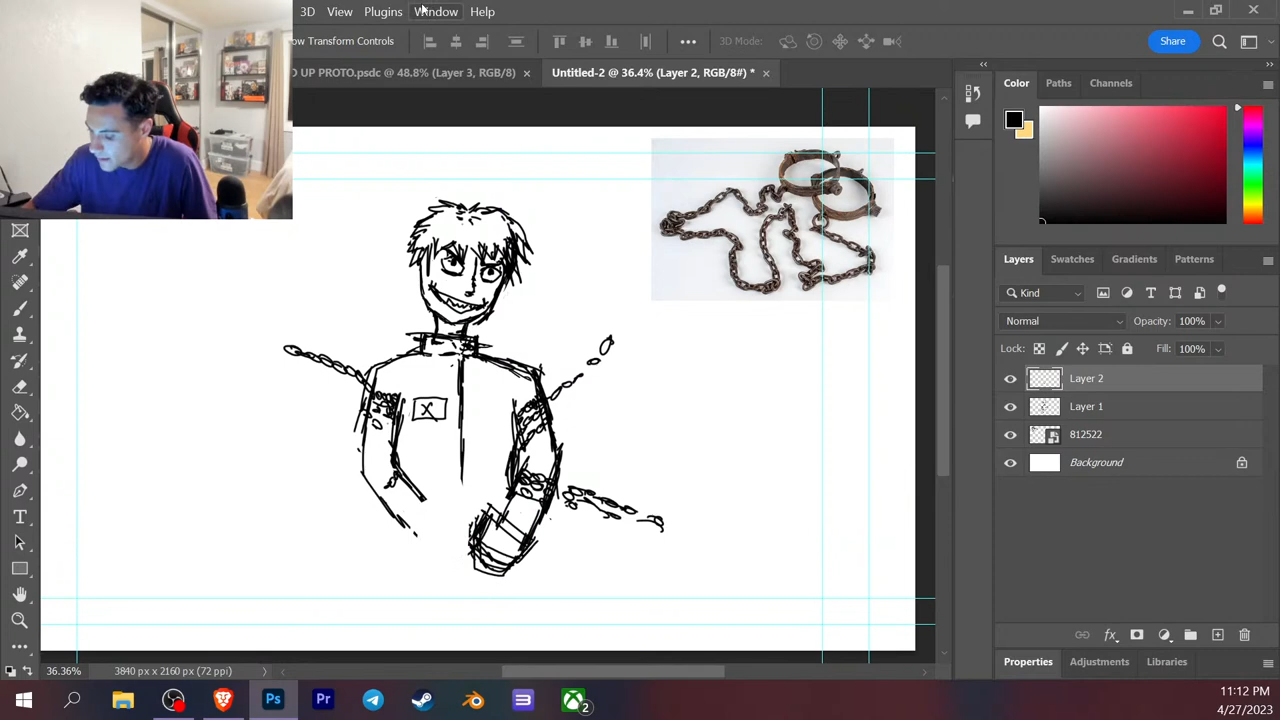 3D View Plugins Window Help
ow Transform Controls
3D Mode:
Share
D UP PROTO.psdc @ 48.8% (Layer 3, RGB/8)
Untitled-2 @ 36.4% (Layer 2, RGB/8#) *
Color Paths Channels
Layers Swatches Gradients Patterns
Kind
Normal Opacity: 100%
Lock: Fill: 100%
Layer 2
Layer 1
812522
Background
X
Properties Adjustments Libraries
36.36% 3840 px x 2160 px (72 ppi)
Ps Pr 2
11:12 PM
4/27/2023